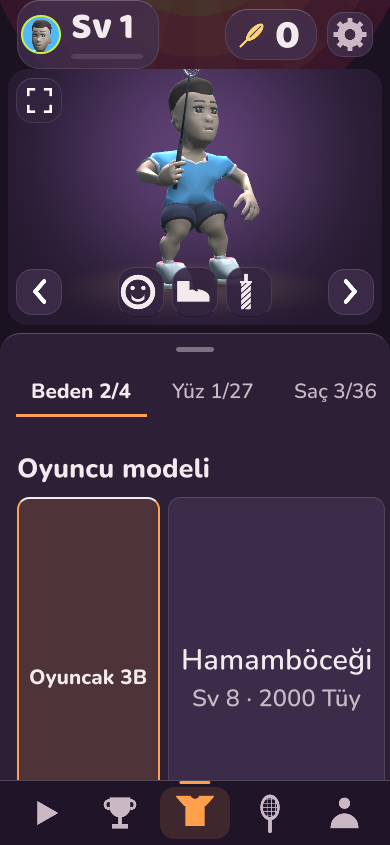 Sv 1
0
Beden 2/4
Yüz 1/27
Saç 3/36
Oyuncu modeli
Oyuncak 3B
Hamamböceği
Sv 8 · 2000 Tüy